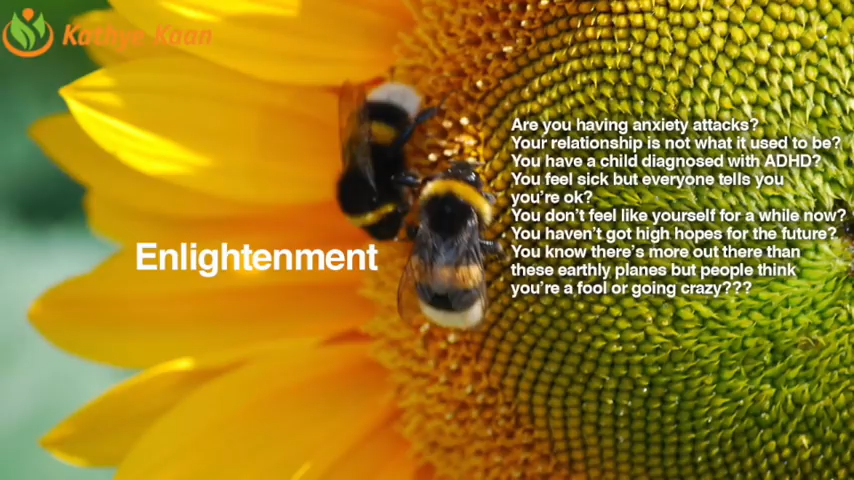 Kathye Kaan
Enlightenment
Are you having anxiety attacks?
Your relationship is not what it used to be?
You have a child diagnosed with ADHD?
You feel sick but everyone tells you
you're ok?
You don't feel like yourself for a while now?
You haven't got high hopes for the future?
You know there's more out there than
these earthly planes but people think
you're a fool or going crazy???